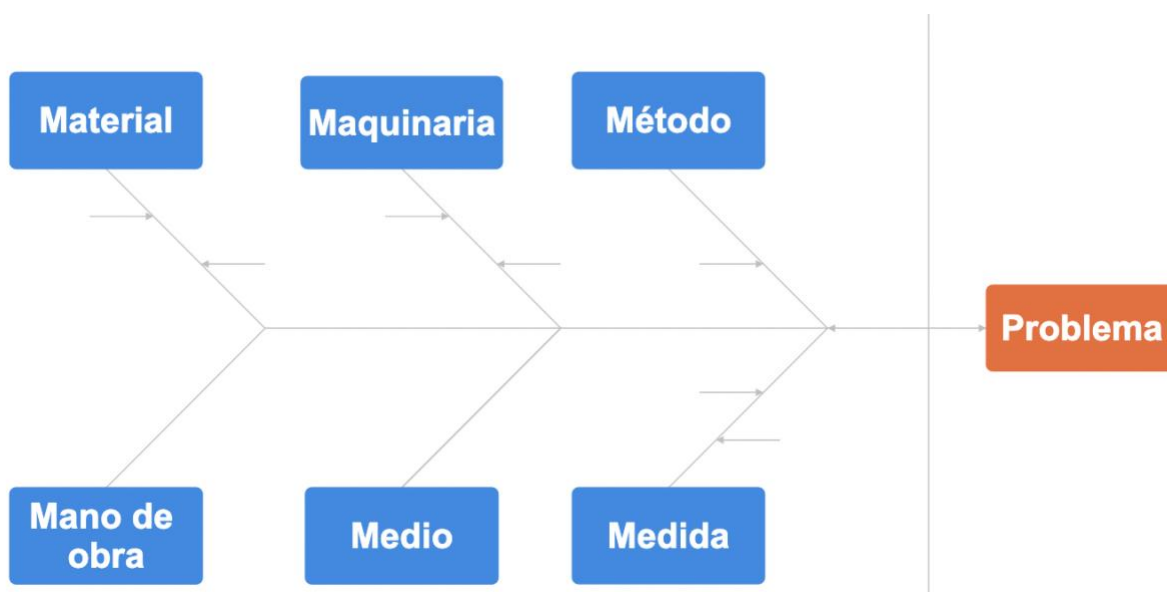 Material
Maquinaria
Método
Problema
Mano de
obra
Medio
Medida